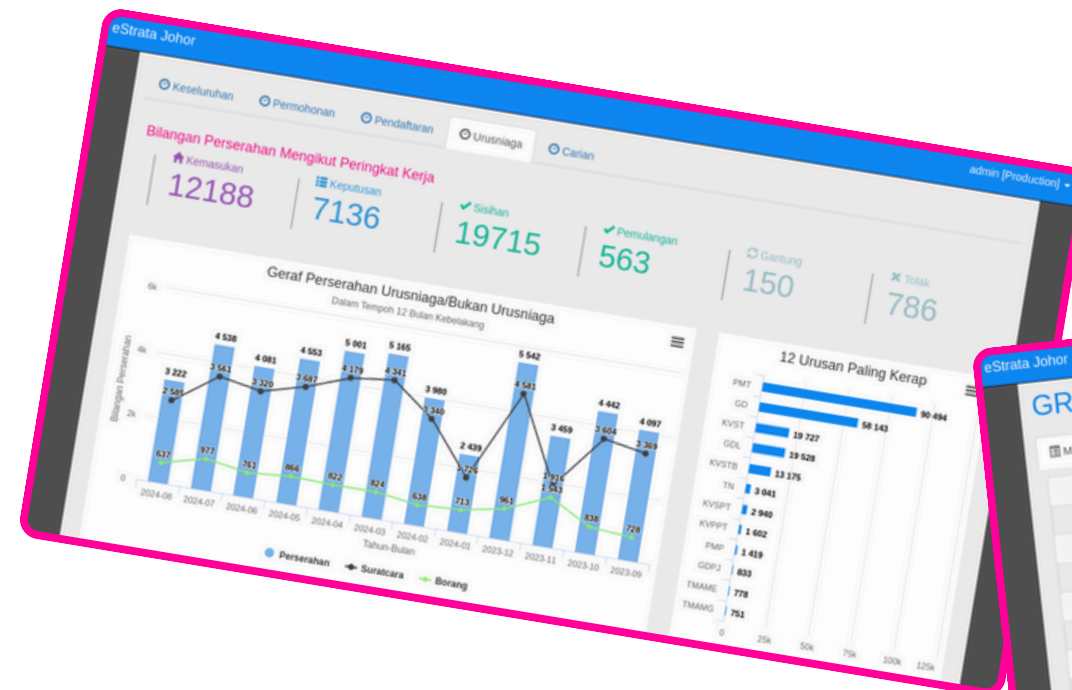 eStrata Johor
admin [Production]
Keseluruhan
Permohonan
Pendaftaran
Urusniaga
Carian
Bilangan Perserahan Mengikut Peringkat Kerja
Kemasukan
12188
Keputusan
7136
Sisihan
19715
Pemulangan
563
Gantung
150
Tolak
786
Geraf Perserahan Urusniaga/Bukan Urusniaga
Dalam Tempoh 12 Bulan Kebelakang
Bilangan Perserahan
6k
4k
2k
0
3 222
4 538
4 081
4 553
5 001
5 165
3 980
2 439
5 542
3 459
4 442
4 097
2 585
3 561
3 320
3 687
4 179
4 341
3 340
1 726
4 581
1 916
3 604
3 369
637
977
761
866
822
824
638
713
961
1 543
838
728
2024-08
2024-07
2024-06
2024-05
2024-04
2024-03
2024-02
2024-01
2023-12
2023-11
2023-10
2023-09
Tahun-Bulan
Perserahan
Suratcara
Borang
12 Urusan Paling Kerap
PMT 90 494
GD 58 143
KVST 19 727
GDL 19 528
KVSTB 13 175
TN 3 041
KVSPT 2 940
KVPPT 1 602
PMP 1 419
GDPJ 833
TMAME 778
TMAMG 751
0 25k 50k 75k 100k 125k
eStrata Johor
GR
M